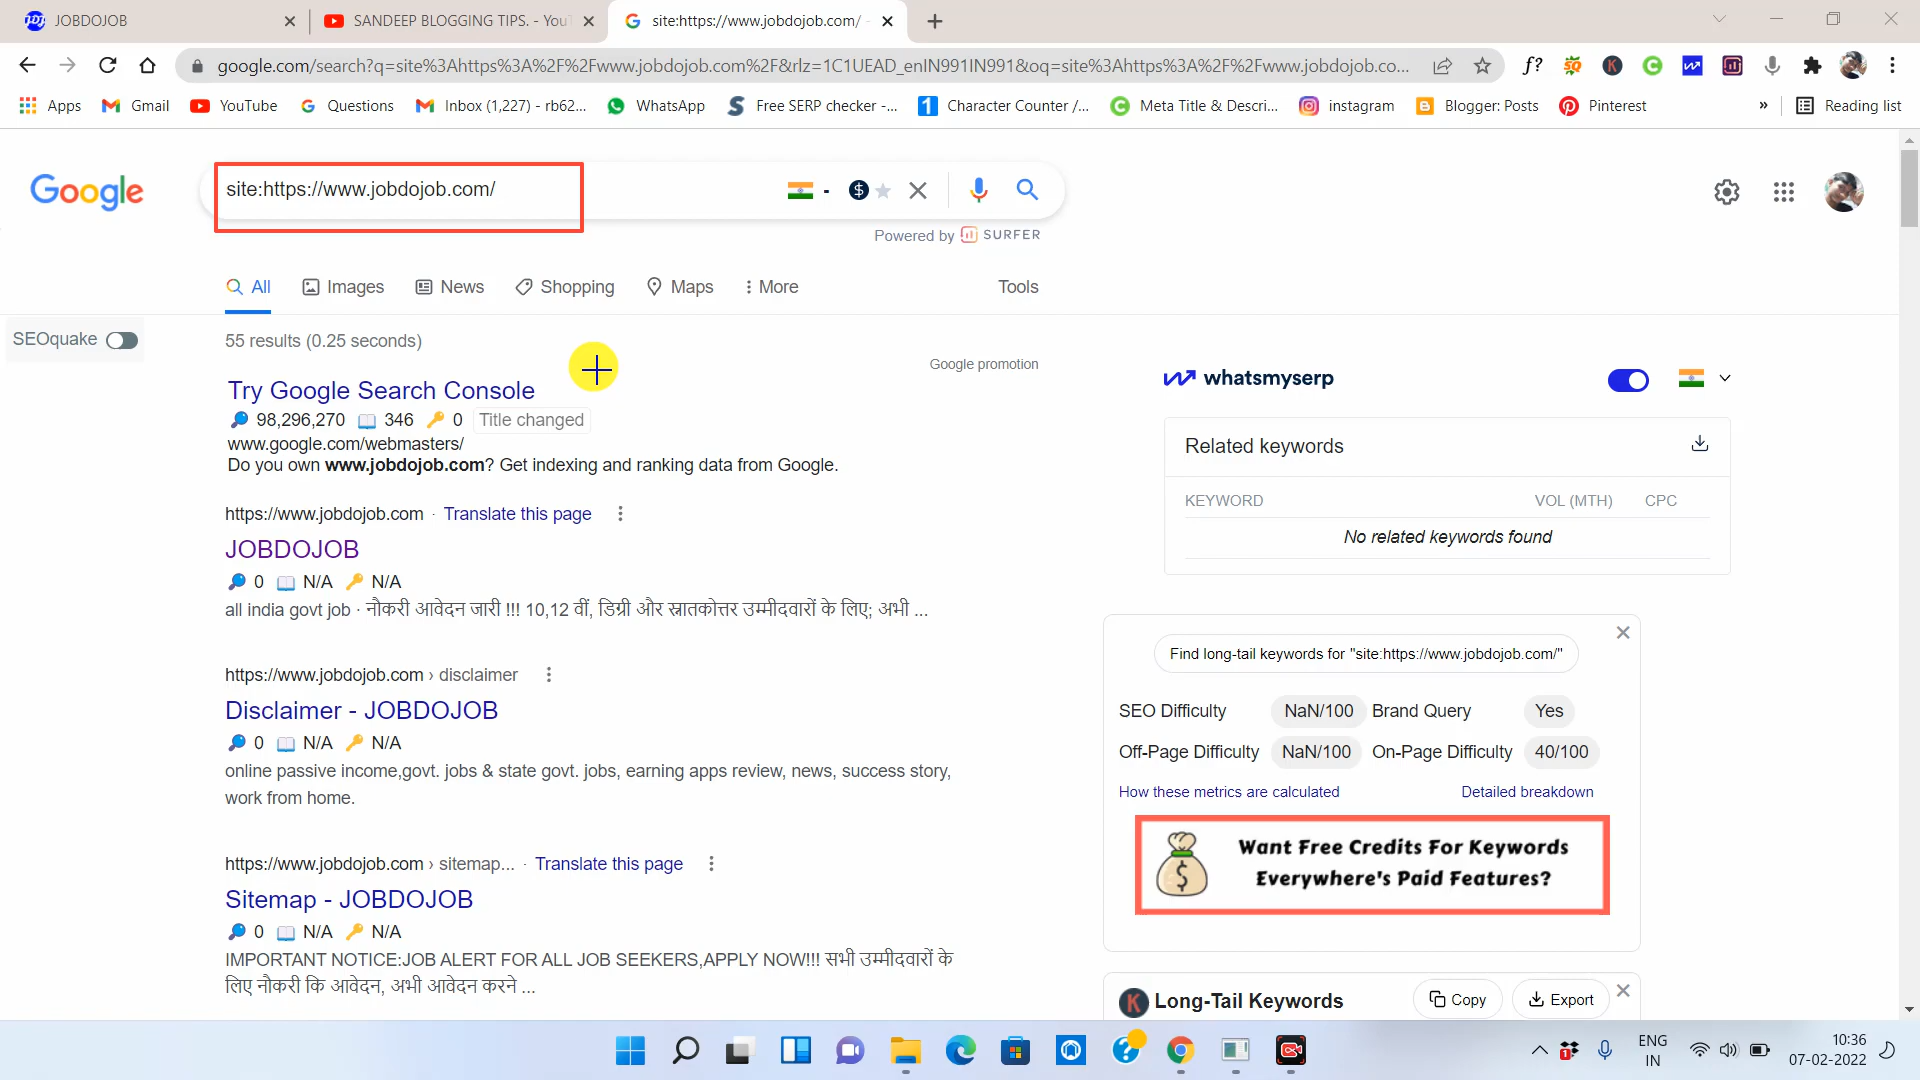 JOBDOJOB
SANDEEP BLOGGING TIPS. - YouT
site:https://www.jobdojob.com/ -
google.com/search?q=site%3Ahttps%3A%2F%2Fwww.jobdojob.com%2F&rlz=1C1UEAD_enIN991IN991&oq=site%3Ahttps%3A%2F%2Fwww.jobdojob.co...
Apps
Gmail
YouTube
Questions
Inbox (1,227) - rb62...
WhatsApp
Free SERP checker -...
Character Counter /...
Meta Title & Descri...
instagram
Blogger: Posts
Pinterest
»
Reading list
Google
site:https://www.jobdojob.com/
Powered by SURFER
All
Images
News
Shopping
Maps
More
Tools
SEOquake
55 results (0.25 seconds)
Google promotion
Try Google Search Console
98,296,270 346 0 Title changed
www.google.com/webmasters/
Do you own www.jobdojob.com? Get indexing and ranking data from Google.
https://www.jobdojob.com · Translate this page
JOBDOJOB
0 N/A N/A
all india govt job · नौकरी आवेदन जारी !!! 10,12 वीं, डिग्री और स्नातकोत्तर उम्मीदवारों के लिए; अभी ...
https://www.jobdojob.com › disclaimer
Disclaimer - JOBDOJOB
0 N/A N/A
online passive income,govt. jobs & state govt. jobs, earning apps review, news, success story,
work from home.
https://www.jobdojob.com › sitemap... · Translate this page
Sitemap - JOBDOJOB
0 N/A N/A
IMPORTANT NOTICE:JOB ALERT FOR ALL JOB SEEKERS,APPLY NOW!!! सभी उम्मीदवारों के
लिए नौकरी कि आवेदन, अभी आवेदन करने ...
whatsmyserp
Related keywords
KEYWORD VOL (MTH) CPC
No related keywords found
Find long-tail keywords for "site:https://www.jobdojob.com/"
SEO Difficulty NaN/100 Brand Query Yes
Off-Page Difficulty NaN/100 On-Page Difficulty 40/100
How these metrics are calculated
Detailed breakdown
Want Free Credits For Keywords
Everywhere's Paid Features?
K Long-Tail Keywords
Copy
Export
ENG
IN
10:36
07-02-2022